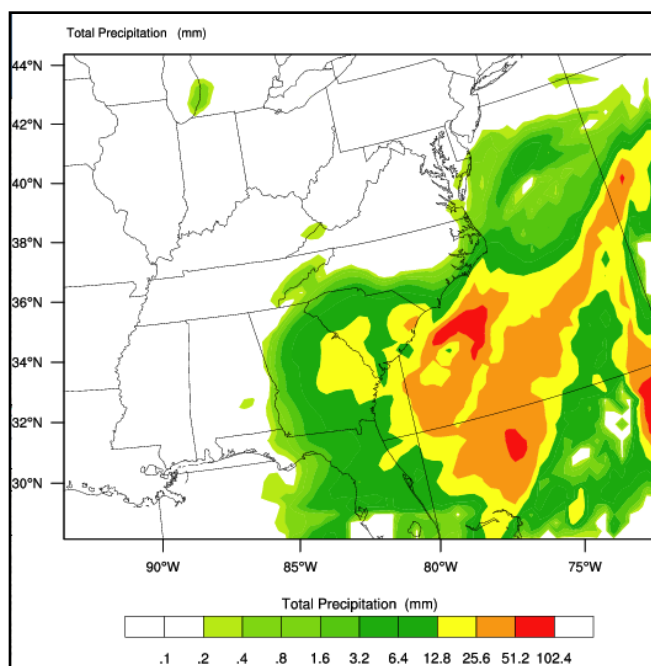 Total Precipitation (mm)
44°N
42°N
40°N
38°N
36°N
34°N
32°N
30°N
90°W 85°W 80°W 75°W
Total Precipitation (mm)
.1 .2 .4 .8 1.6 3.2 6.4 12.8 25.6 51.2 102.4